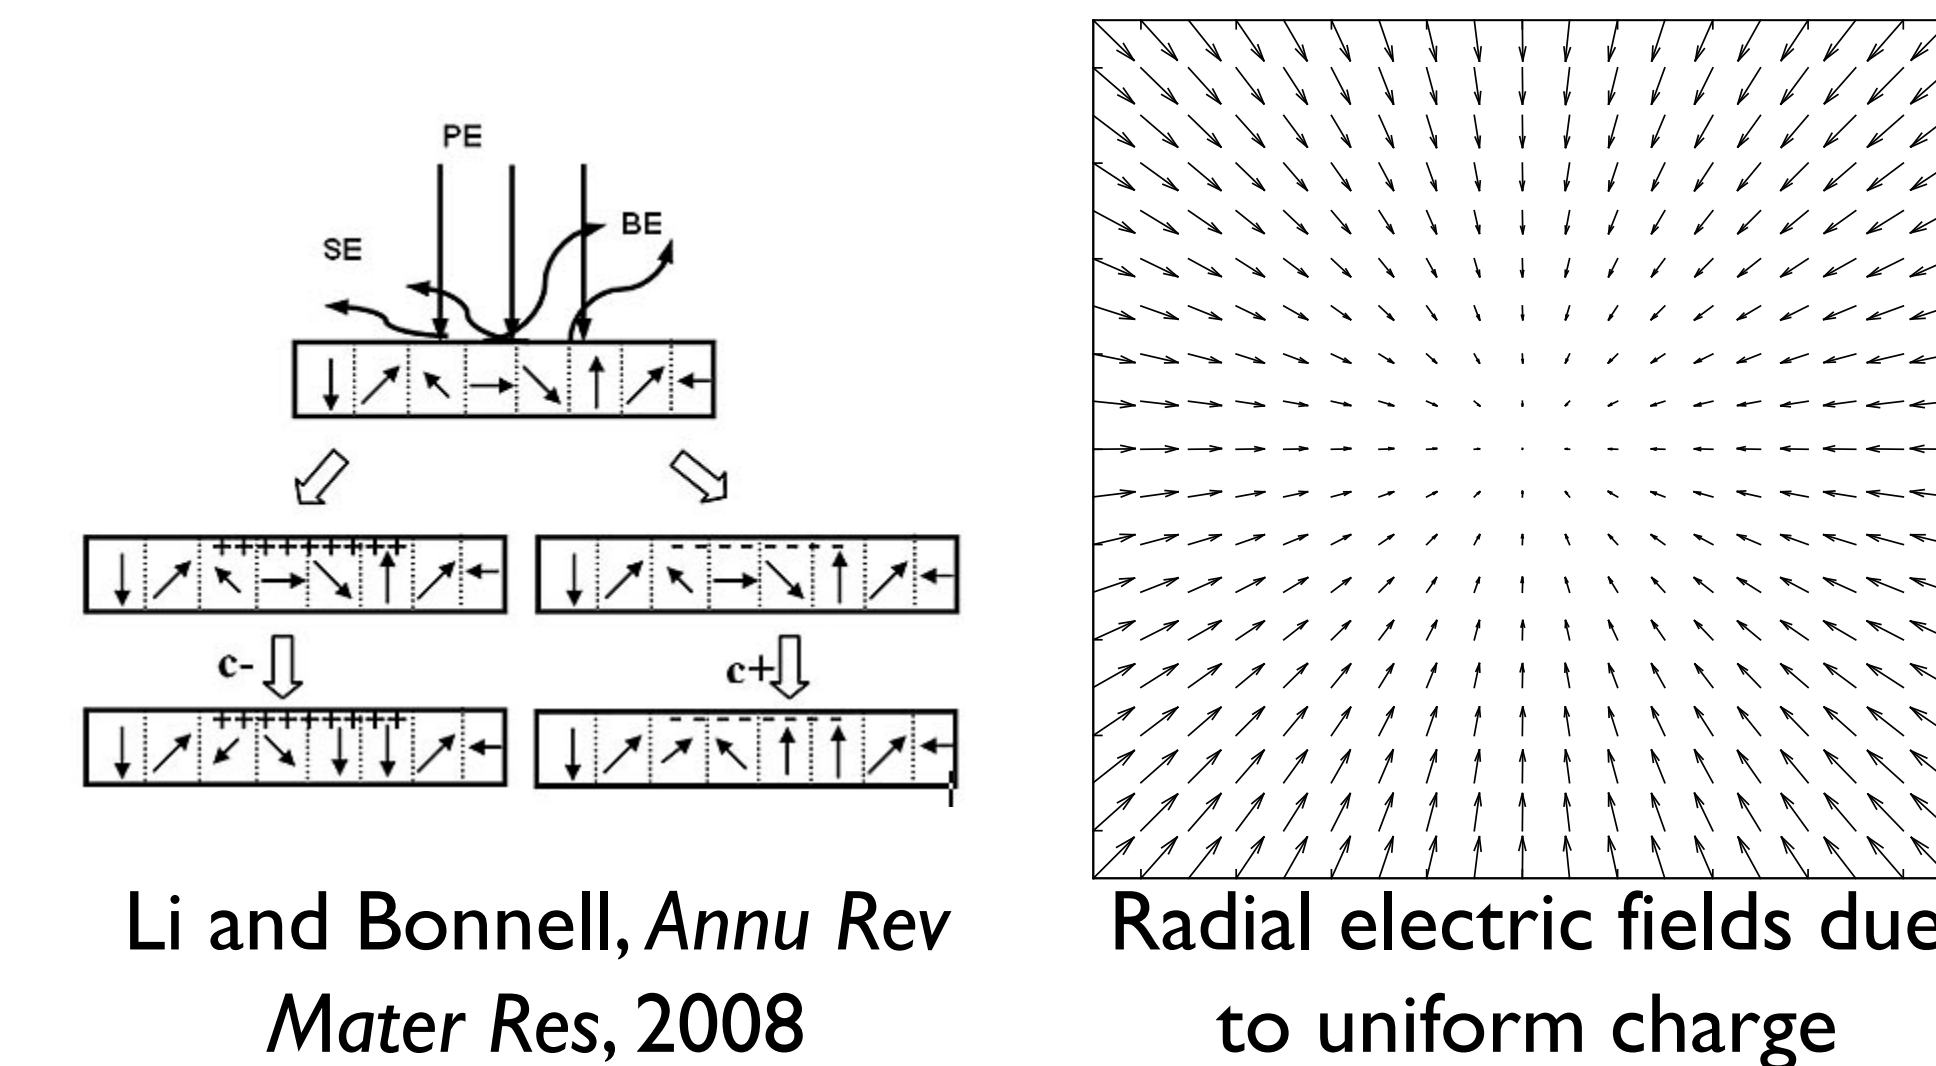 PE
BE
SE
+++++++++
- - - - - - - -
c-
c+
+++++++++
- - - - - - - -
Li and Bonnell, Annu Rev
Mater Res, 2008
Radial electric fields due
to uniform charge